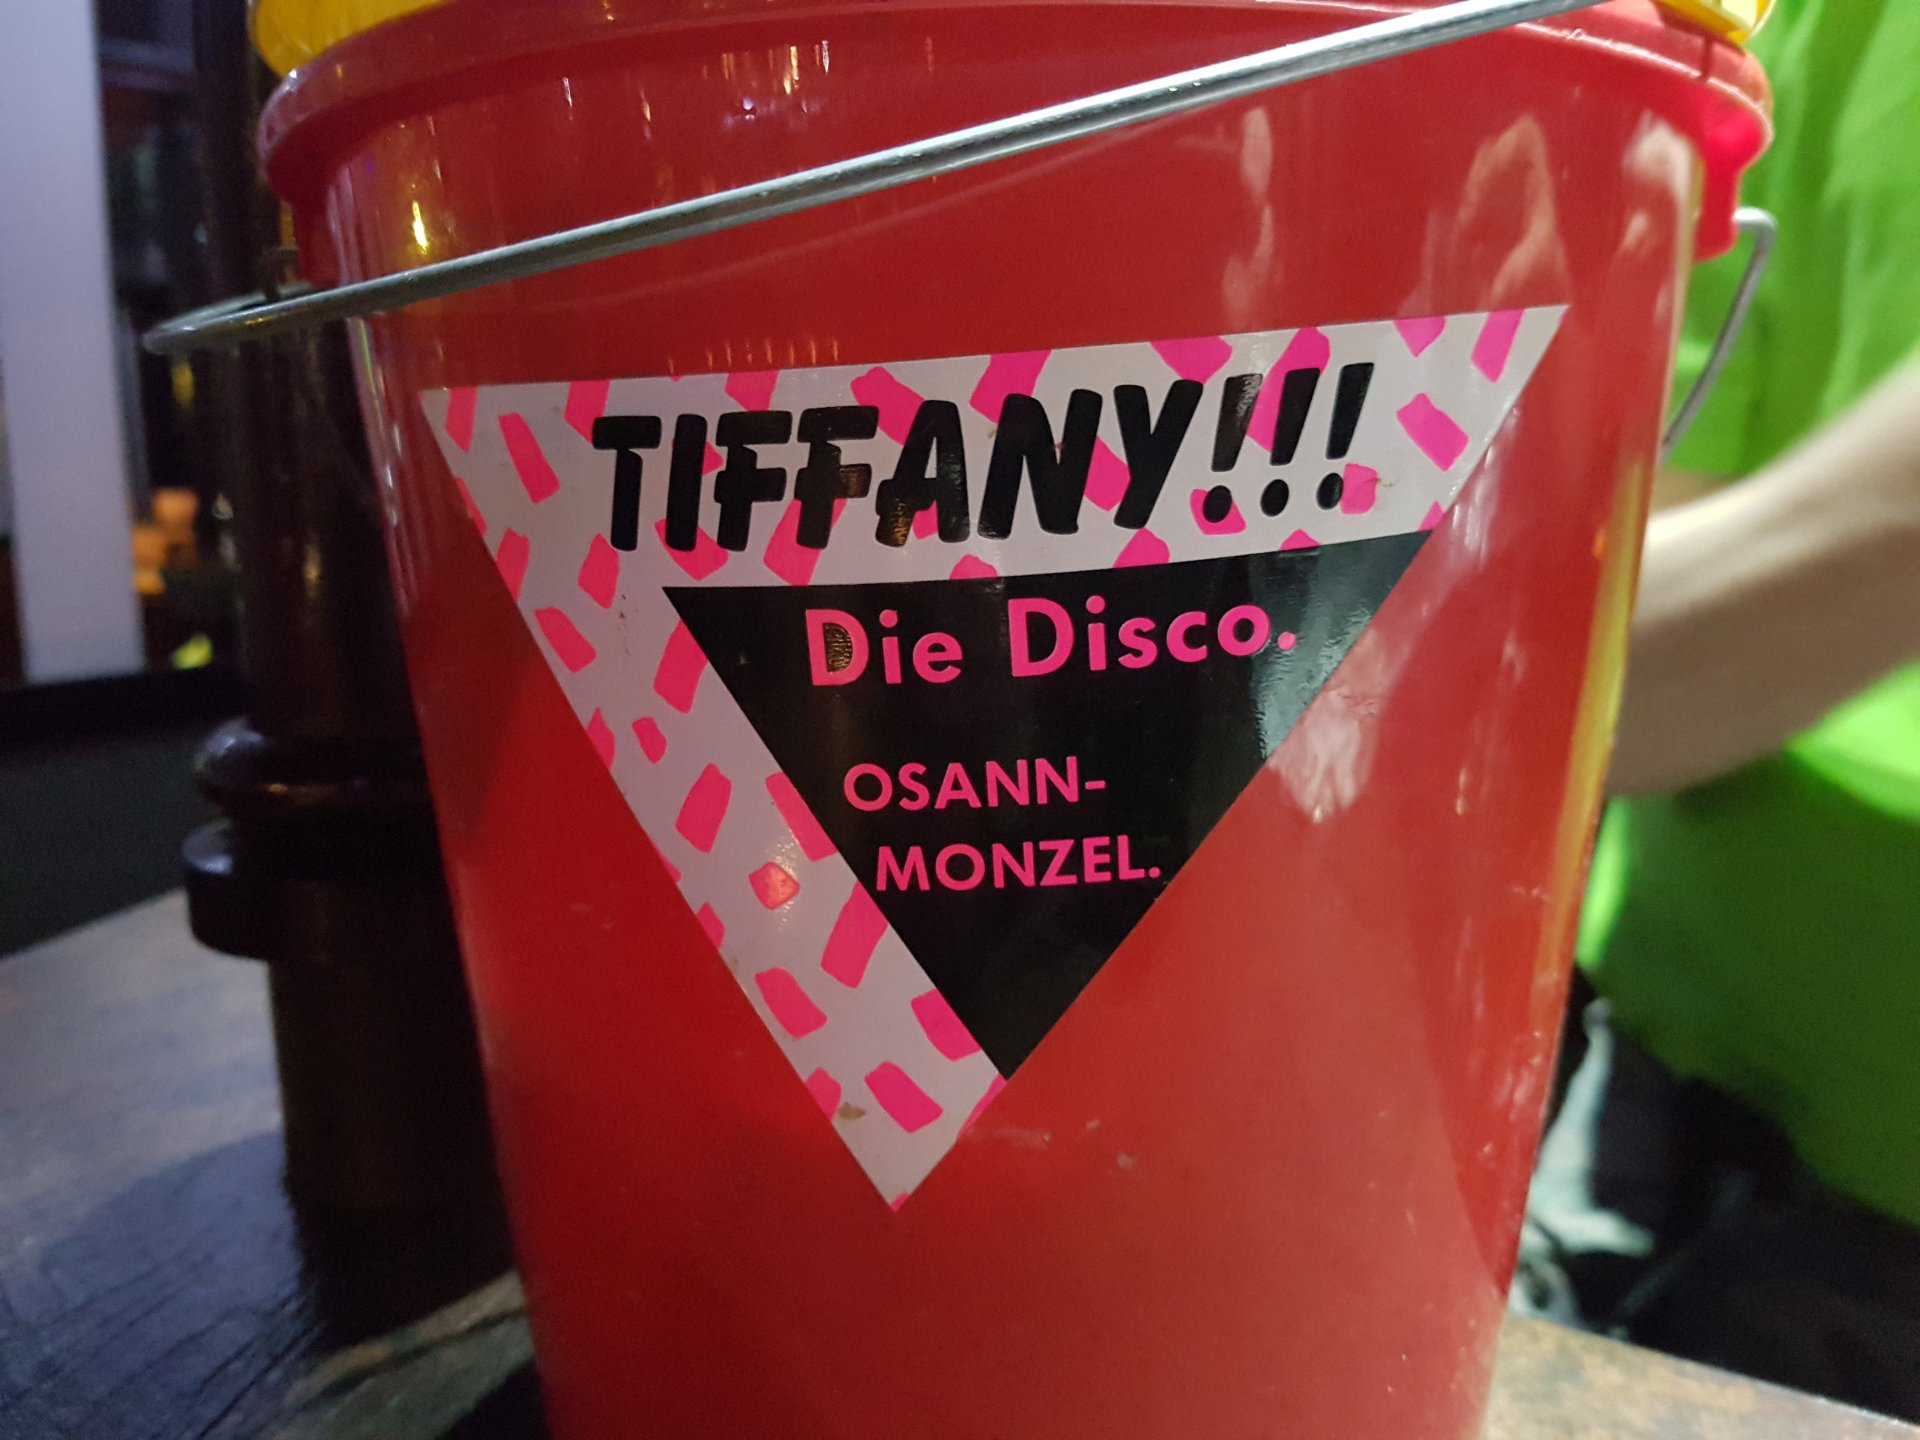 TIFFANY!!!
Die Disco.
OSANN-
MONZEL.